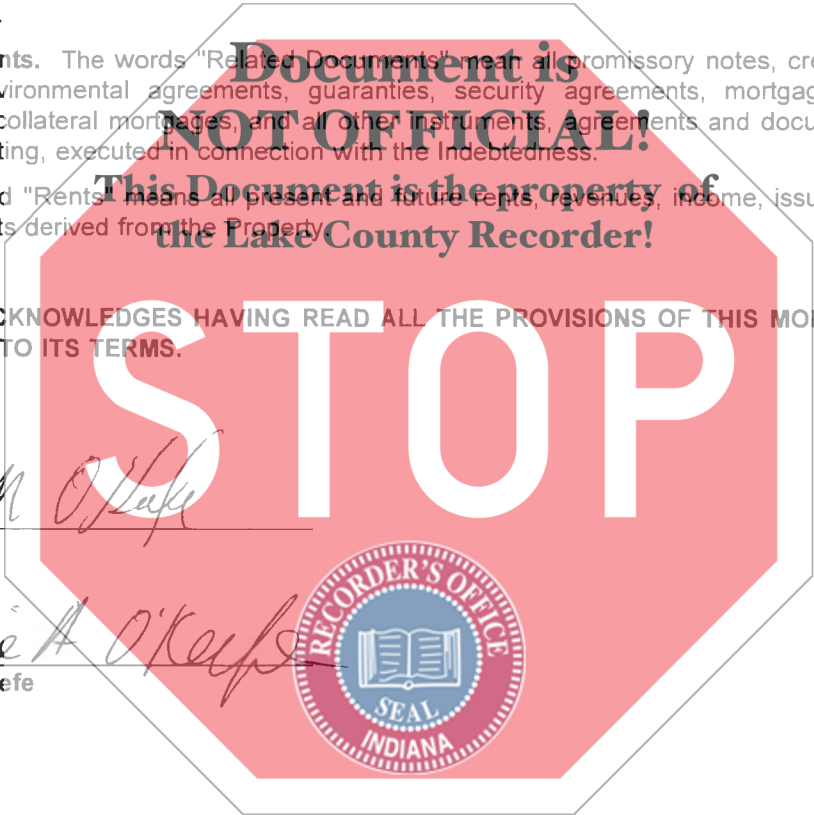 nts. The words "Related Documents" mean all promissory notes, cre
vironmental agreements, guaranties, security agreements, mortgag
collateral mortgages, and all other instruments, agreements and docu
ting, executed in connection with the Indebtedness.
d "Rents" means all present and future rents, revenues, income, issu
ts derived from the Property.
Document is
NOT OFFICIAL!
This Document is the property of
the Lake County Recorder!
CKNOWLEDGES HAVING READ ALL THE PROVISIONS OF THIS MOR
TO ITS TERMS.
STOP
O'Keefe
A O'Keefe
efe
RECORDER'S OFFICE
SEAL
INDIANA